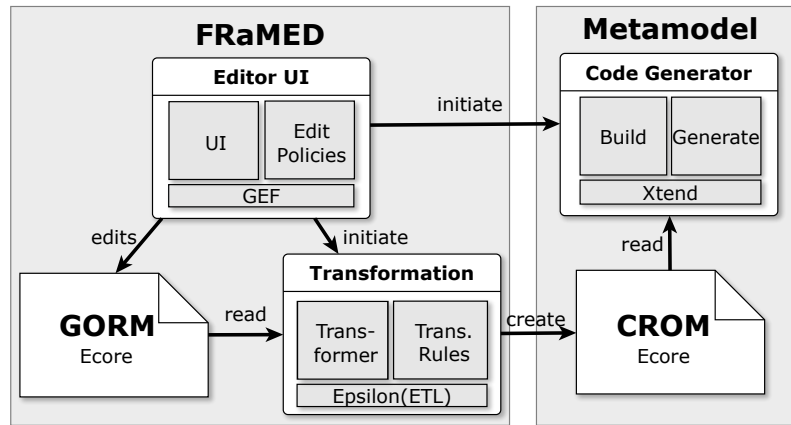 FRaMED
Metamodel
Editor UI
UI
Edit
Policies
GEF
initiate
Code Generator
Build
Generate
Xtend
edits
initiate
read
GORM
Ecore
read
Transformation
Trans-
former
Trans.
Rules
Epsilon(ETL)
create
CROM
Ecore